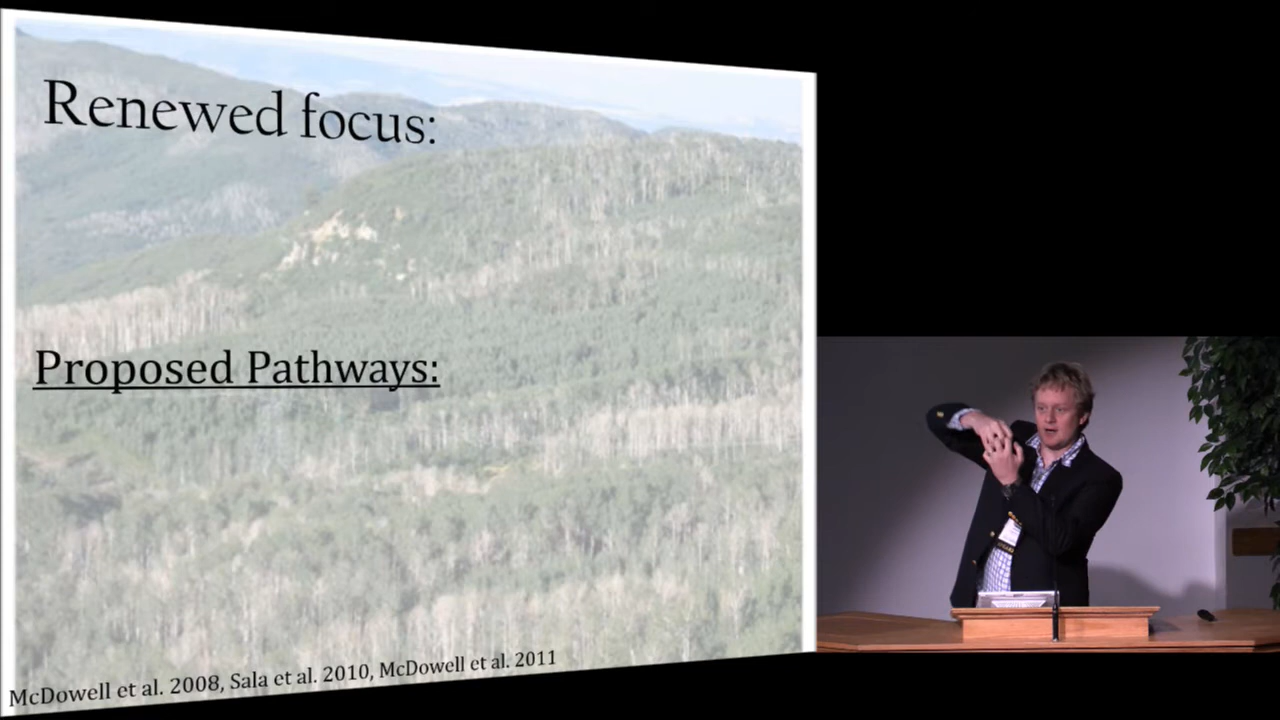 Renewed focus:
Proposed Pathways:
McDowell et al. 2008, Sala et al. 2010, McDowell et al. 2011